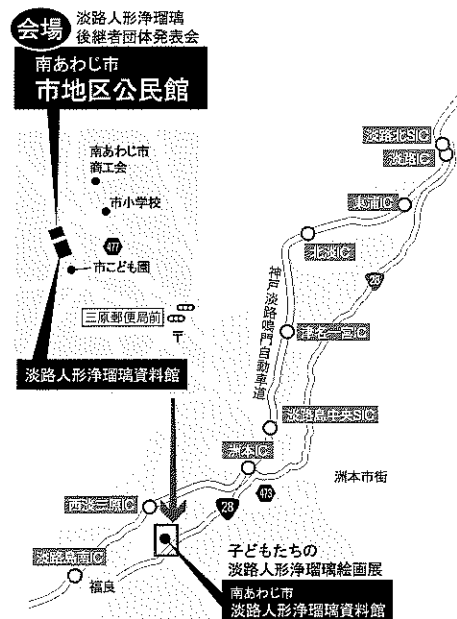 会場
淡路人形浄瑠璃
後継者団体発表会
南あわじ市
市地区公民館
南あわじ市
商工会
市小学校
477
市こども園
三原郵便局前
〒
淡路人形浄瑠璃資料館
淡路北SIC
淡路IC
東浦IC
北淡IC
28
神戸淡路鳴門自動車道
津名一宮IC
淡路島中央SIC
洲本IC
洲本市街
473
西淡三原IC
28
淡路島南IC
福良
子どもたちの
淡路人形浄瑠璃絵画展
南あわじ市
淡路人形浄瑠璃資料館